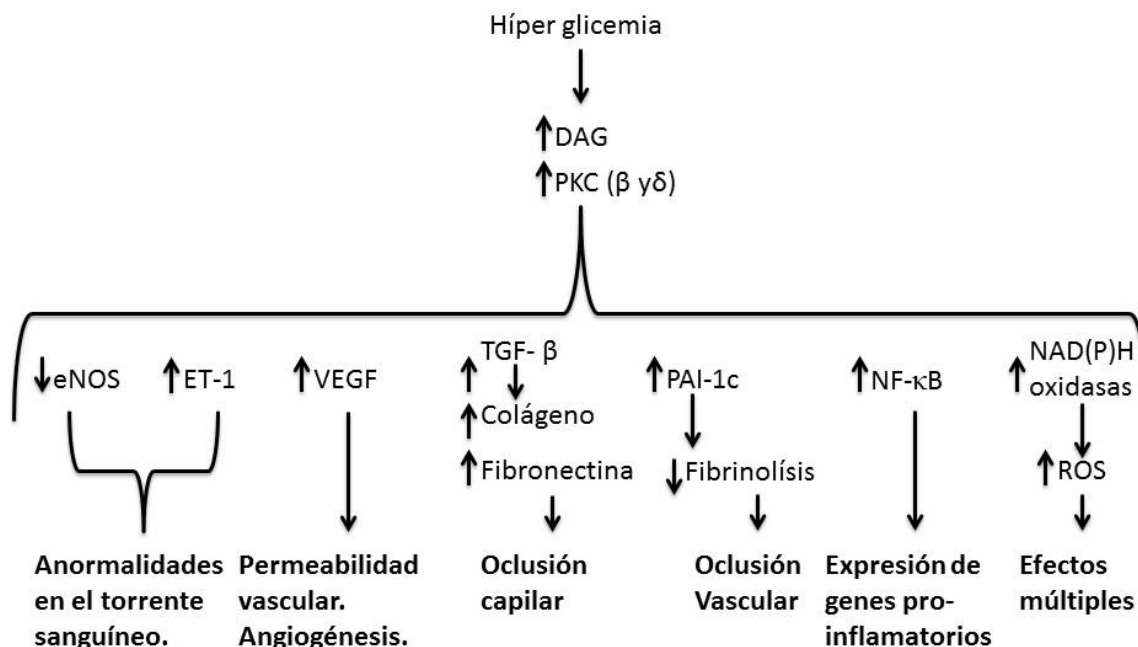 Híper glicemia
DAG
PKC (β yδ)
eNOS
ET-1
VEGF
TGF- β
Colágeno
Fibronectina
PAI-1c
Fibrinolísis
NF-κB
NAD(P)H
oxidasas
ROS
Anormalidades
en el torrente
sanguíneo.
Permeabilidad
vascular.
Angiogénesis.
Oclusión
capilar
Oclusión
Vascular
Expresión de
genes pro-
inflamatorios
Efectos
múltiples